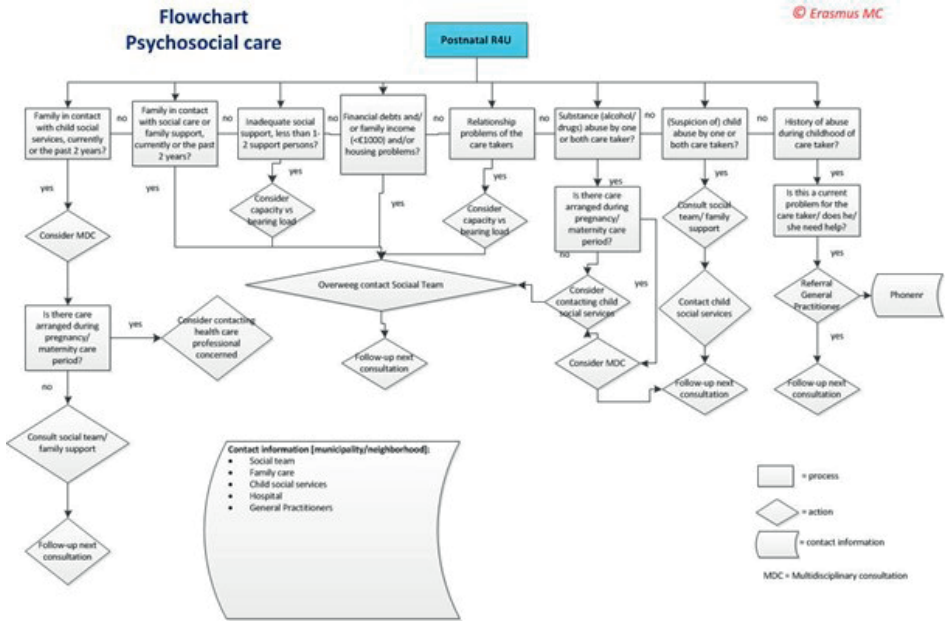 Flowchart
Psychosocial care
© Erasmus MC
Postnatal R4U
Family in contact
with child social
services, currently
or the past 2 years?
no
Family in contact
with social care or
family support,
currently or the past
2 years?
no
Inadequate social
support, less than 1-
2 support persons?
no
Financial debts and/
or family income
(<€1000) and/or
housing problems?
no
Relationship
problems of the
care takers
no
Substance (alcohol/
drugs) abuse by one
or both care taker?
no
(Suspicion of) child
abuse by one or
both care takers?
no
History of abuse
during childhood of
care taker?
yes
yes
yes
yes
yes
yes
yes
yes
Consider MDC
Consider
capacity vs
bearing load
Consider
capacity vs
bearing load
Is there care
arranged during
pregnancy/
maternity care
period?
Consult social
team/ family
support
Is this a current
problem for the
care taker/ does he/
she need help?
no
yes
yes
Overweeg contact Sociaal Team
Consider
contacting child
social services
Contact child
social services
Referral
General
Practitioner
Phonenr
Is there care
arranged during
pregnancy/
maternity care
period?
yes
Consider contacting
health care
professional
concerned
Follow-up next
consultation
Consider MDC
yes
Follow-up next
consultation
Follow-up next
consultation
no
Consult social team/
family support
Follow-up next
consultation
Contact information [municipality/neighborhood]:
• Social team
• Family care
• Child social services
• Hospital
• General Practitioners
= process
= action
= contact information
MDC = Multidisciplinary consultation